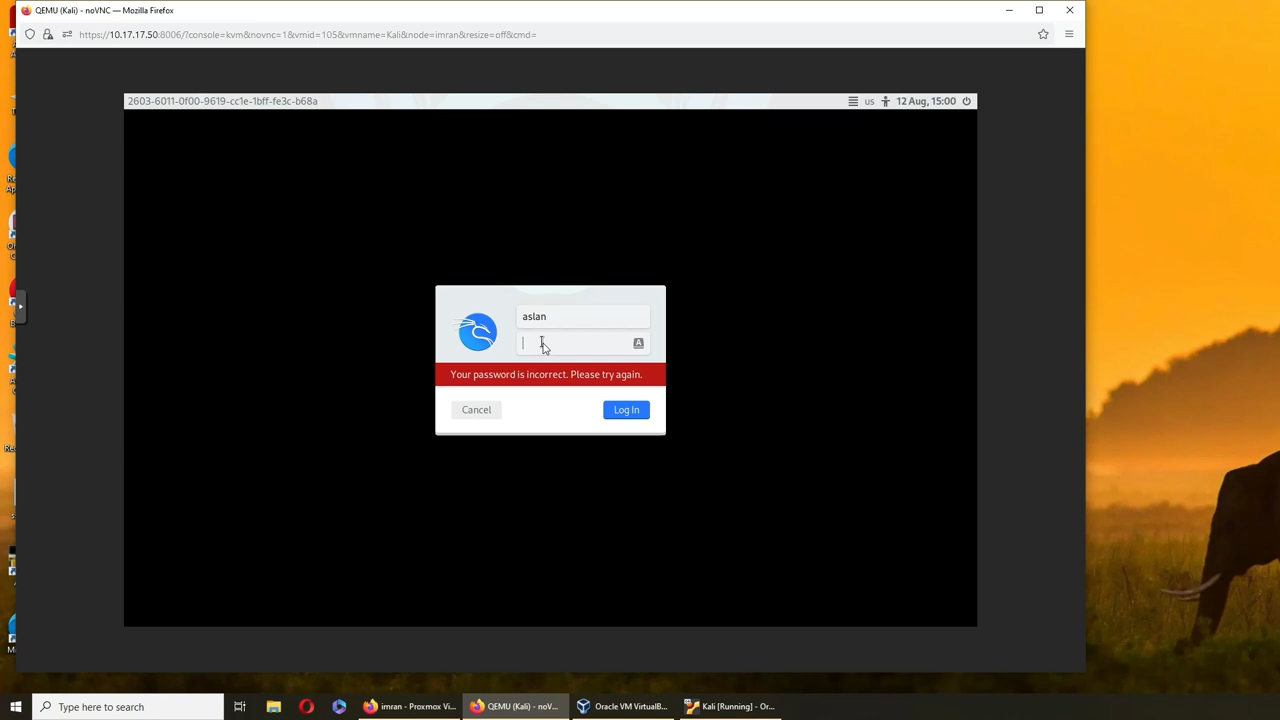 QEMU (Kali) - noVNC — Mozilla Firefox
https://10.17.17.50:8006/?console=kvm&novnc=1&vmid=105&vmname=Kali&node=imran&resize=off&cmd=
2603-6011-0f00-9619-cc1e-1bff-fe3c-b68a
us
12 Aug, 15:00
aslan
A
Your password is incorrect. Please try again.
Cancel
Log In
Type here to search
imran - Proxmox Vi...
QEMU (Kali) - noV...
Oracle VM VirtualB...
Kali [Running] - Or...